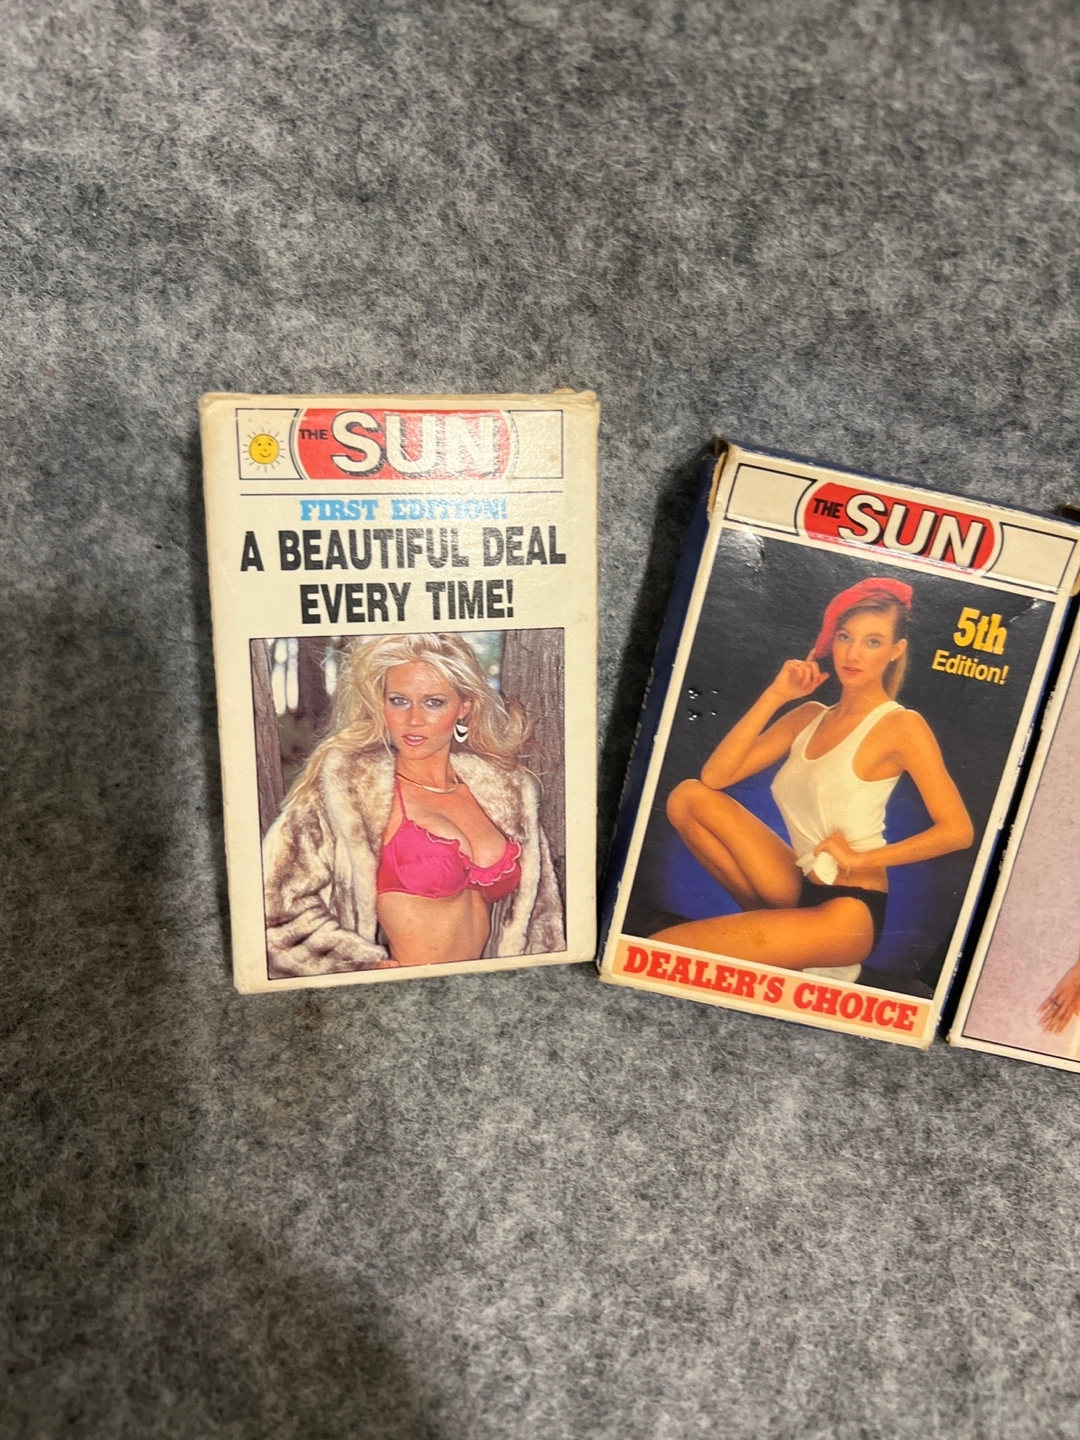 THE SUN
FIRST EDITION!
A BEAUTIFUL DEAL
EVERY TIME!
THE SUN
5th
Edition!
DEALER'S CHOICE